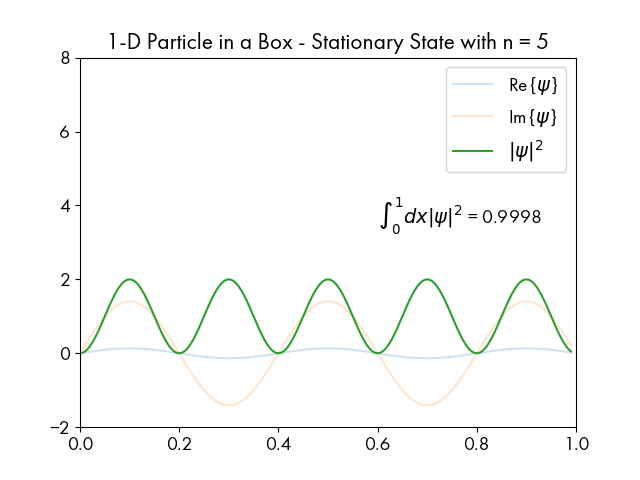 1-D Particle in a Box - Stationary State with n = 5
8
6
4
2
0
−2
0.0 0.2 0.4 0.6 0.8 1.0
Re{ψ}
Im{ψ}
|ψ|²
∫₀¹dx|ψ|² = 0.9998